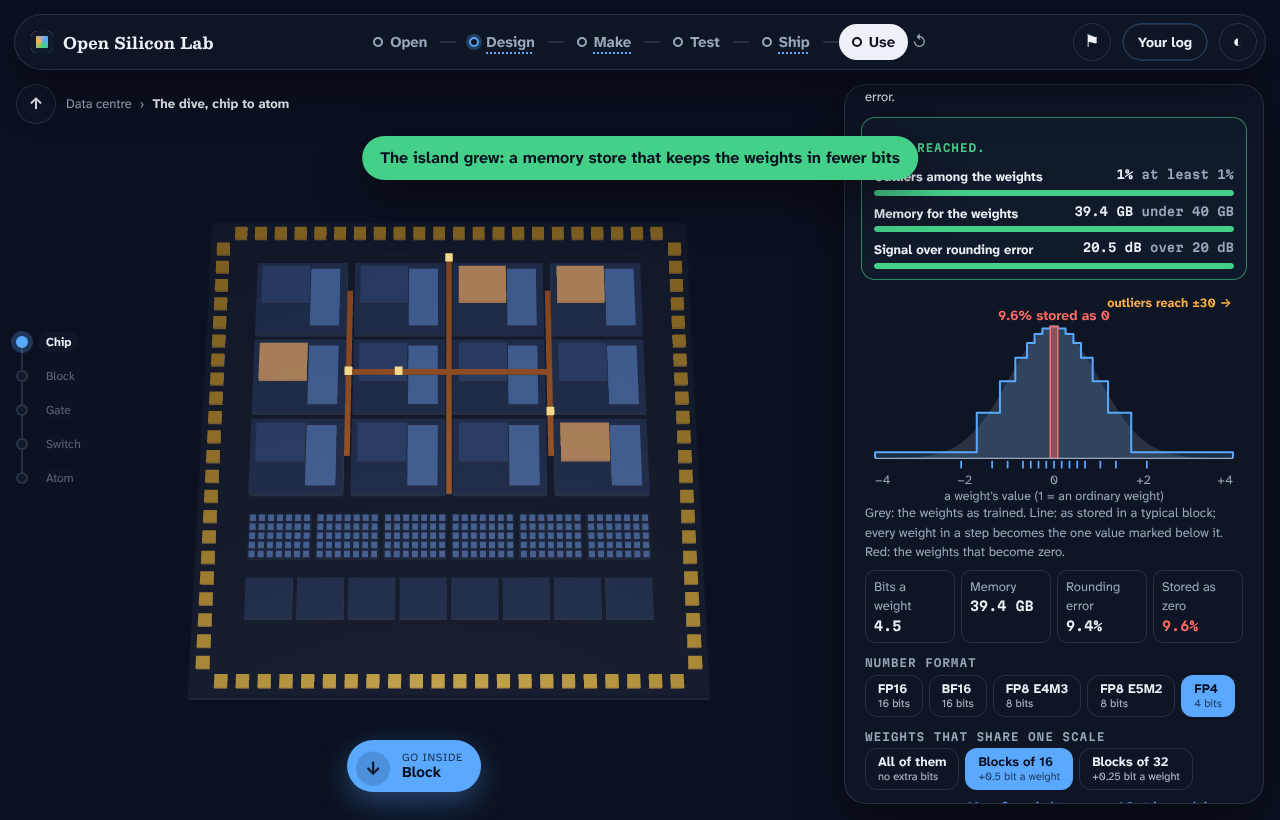 Open Silicon Lab
Open
Design
Make
Test
Ship
Use
Your log
Data centre › The dive, chip to atom
error.
The island grew: a memory store that keeps the weights in fewer bits
REACHED.
Outliers among the weights 1% at least 1%
Memory for the weights 39.4 GB under 40 GB
Signal over rounding error 20.5 dB over 20 dB
outliers reach ±30 →
9.6% stored as 0
Chip
Block
Gate
Switch
Atom
−4 −2 0 +2 +4
a weight's value (1 = an ordinary weight)
Grey: the weights as trained. Line: as stored in a typical block;
every weight in a step becomes the one value marked below it.
Red: the weights that become zero.
Bits a weight
4.5
Memory
39.4 GB
Rounding error
9.4%
Stored as zero
9.6%
NUMBER FORMAT
FP16
16 bits
BF16
16 bits
FP8 E4M3
8 bits
FP8 E5M2
8 bits
FP4
4 bits
WEIGHTS THAT SHARE ONE SCALE
All of them
no extra bits
Blocks of 16
+0.5 bit a weight
Blocks of 32
+0.25 bit a weight
GO INSIDE
Block